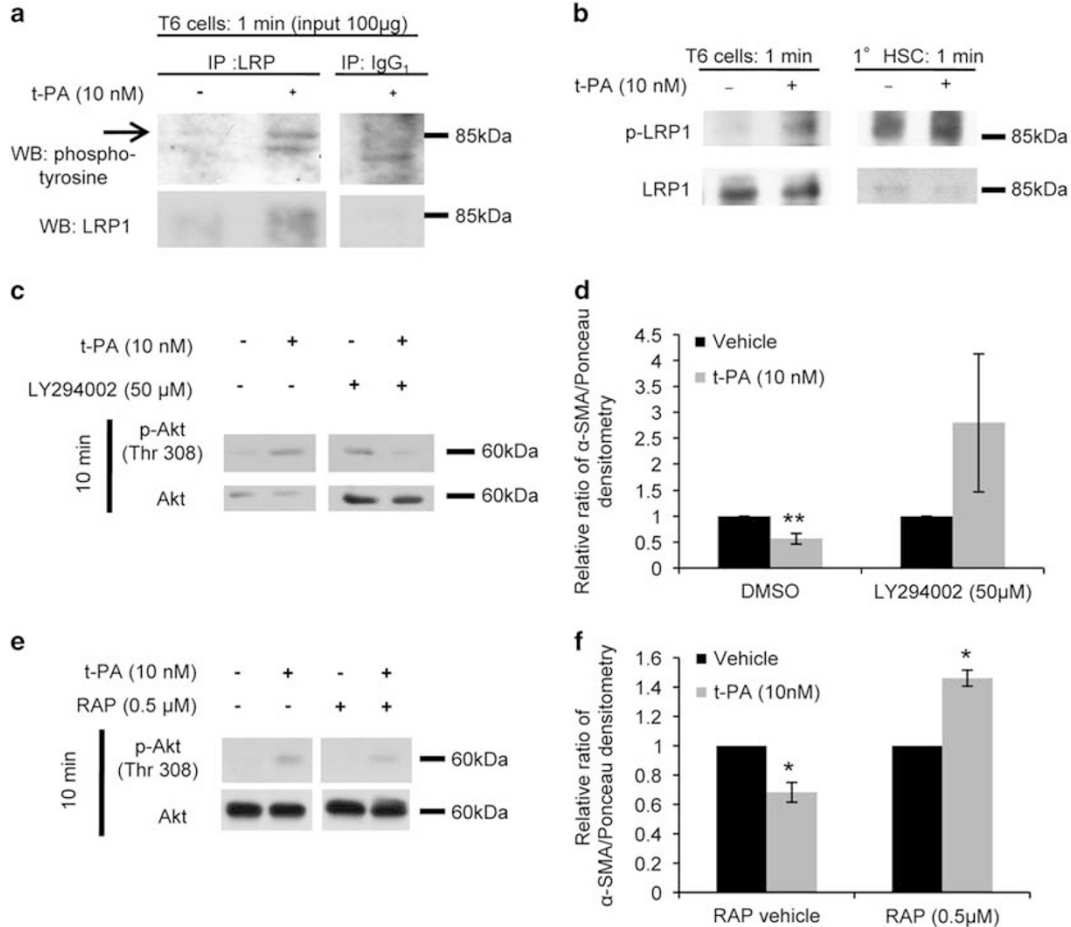 a
T6 cells: 1 min (input 100µg)
IP :LRP IP: IgG1
t-PA (10 nM) - + +
WB: phospho-
tyrosine
85kDa
WB: LRP1
85kDa
b
T6 cells: 1 min 1° HSC: 1 min
t-PA (10 nM) - + - +
p-LRP1 85kDa
LRP1 85kDa
c
t-PA (10 nM) - + - +
LY294002 (50 µM) - - + +
10 min
p-Akt
(Thr 308)
60kDa
Akt 60kDa
d
Relative ratio of α-SMA/Ponceau
densitometry
4.5
4
3.5
3
2.5
2
1.5
1
0.5
0
Vehicle
t-PA (10 nM)
**
DMSO LY294002 (50µM)
e
t-PA (10 nM) - + - +
RAP (0.5 µM) - - + +
10 min
p-Akt
(Thr 308)
60kDa
Akt 60kDa
f
Relative ratio of
α-SMA/Ponceau densitometry
1.6
1.4
1.2
1
0.8
0.6
0.4
0.2
0
Vehicle
t-PA (10nM)
*
*
RAP vehicle RAP (0.5µM)